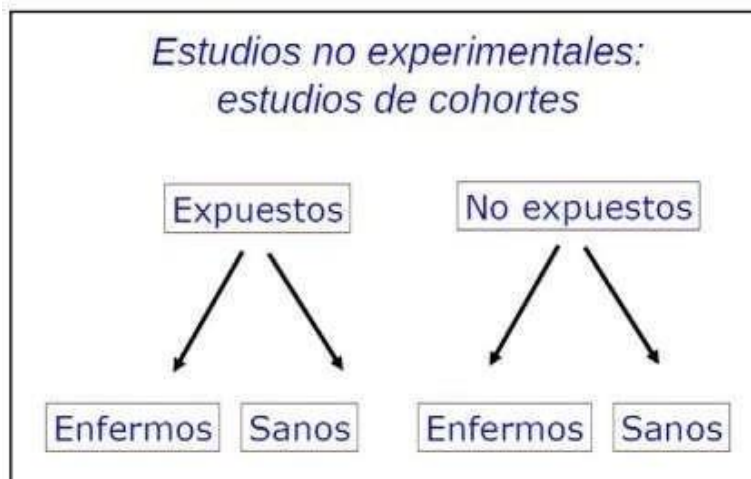 Estudios no experimentales:
estudios de cohortes
Expuestos
No expuestos
Enfermos
Sanos
Enfermos
Sanos